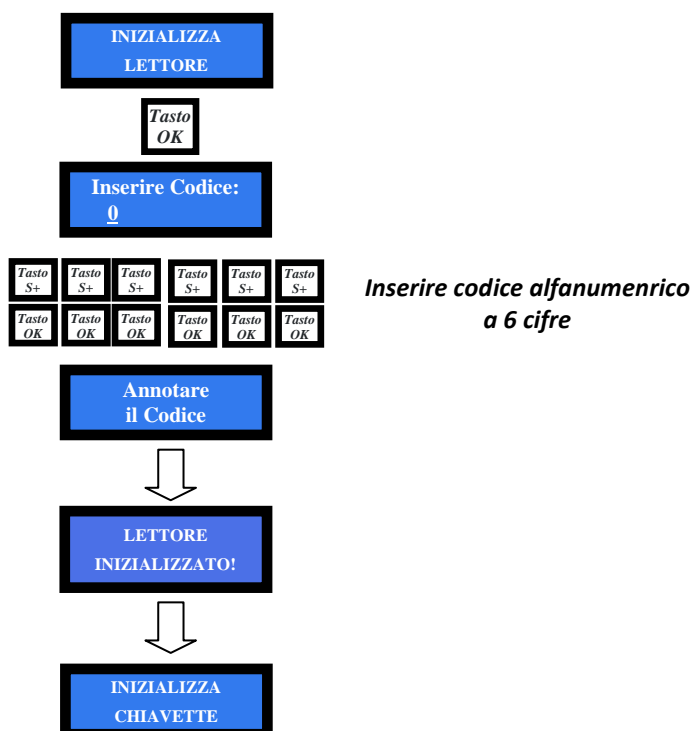 INIZIALIZZA
LETTORE
Tasto
OK
Inserire Codice:
0
Tasto Tasto Tasto Tasto Tasto Tasto
S+ S+ S+ S+ S+ S+
Tasto Tasto Tasto Tasto Tasto Tasto
OK OK OK OK OK OK
Inserire codice alfanumenrico
a 6 cifre
Annotare
il Codice
LETTORE
INIZIALIZZATO!
INIZIALIZZA
CHIAVETTE